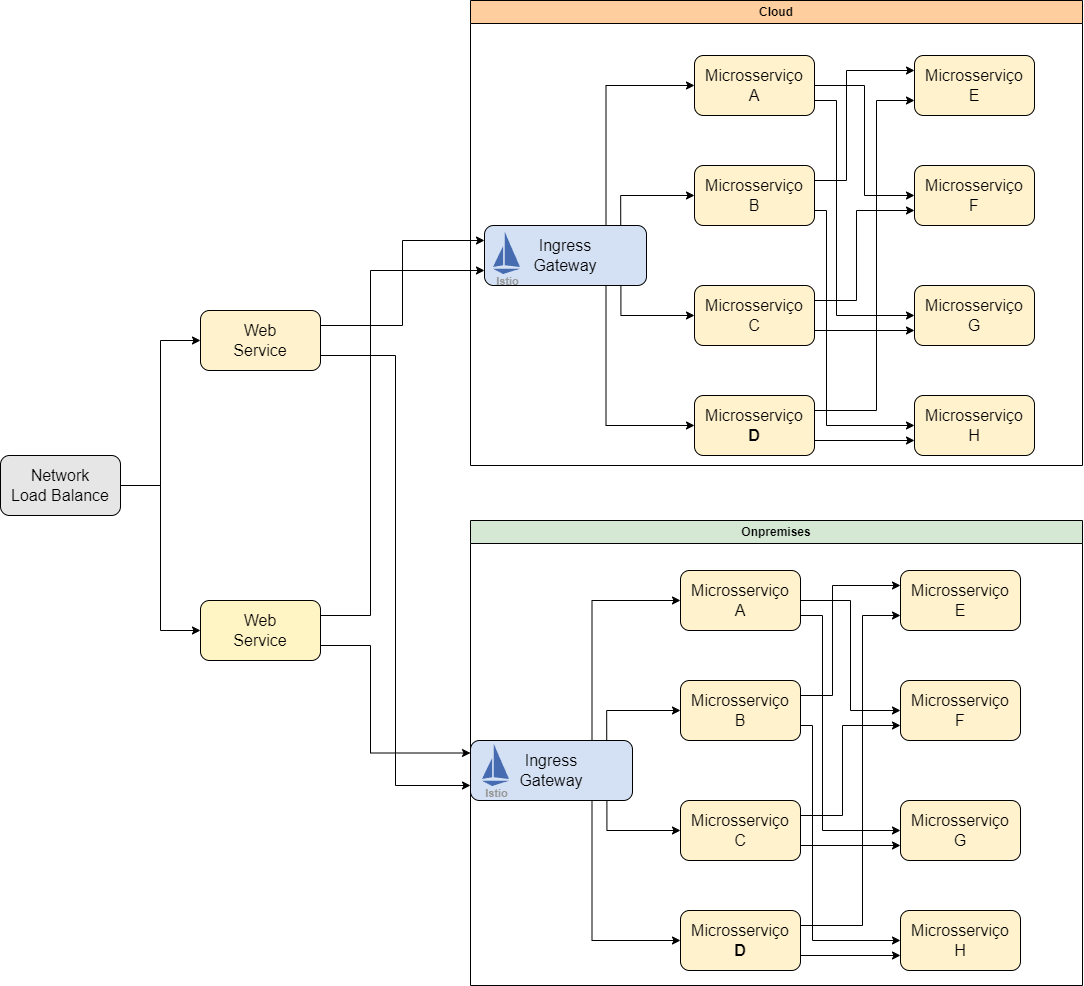 Cloud
Microsserviço
A
Microsserviço
E
Microsserviço
B
Microsserviço
F
Ingress
Gateway
Istio
Microsserviço
C
Microsserviço
G
Web
Service
Microsserviço
D
Microsserviço
H
Network
Load Balance
Onpremises
Microsserviço
A
Microsserviço
E
Web
Service
Microsserviço
B
Microsserviço
F
Ingress
Gateway
Istio
Microsserviço
C
Microsserviço
G
Microsserviço
D
Microsserviço
H